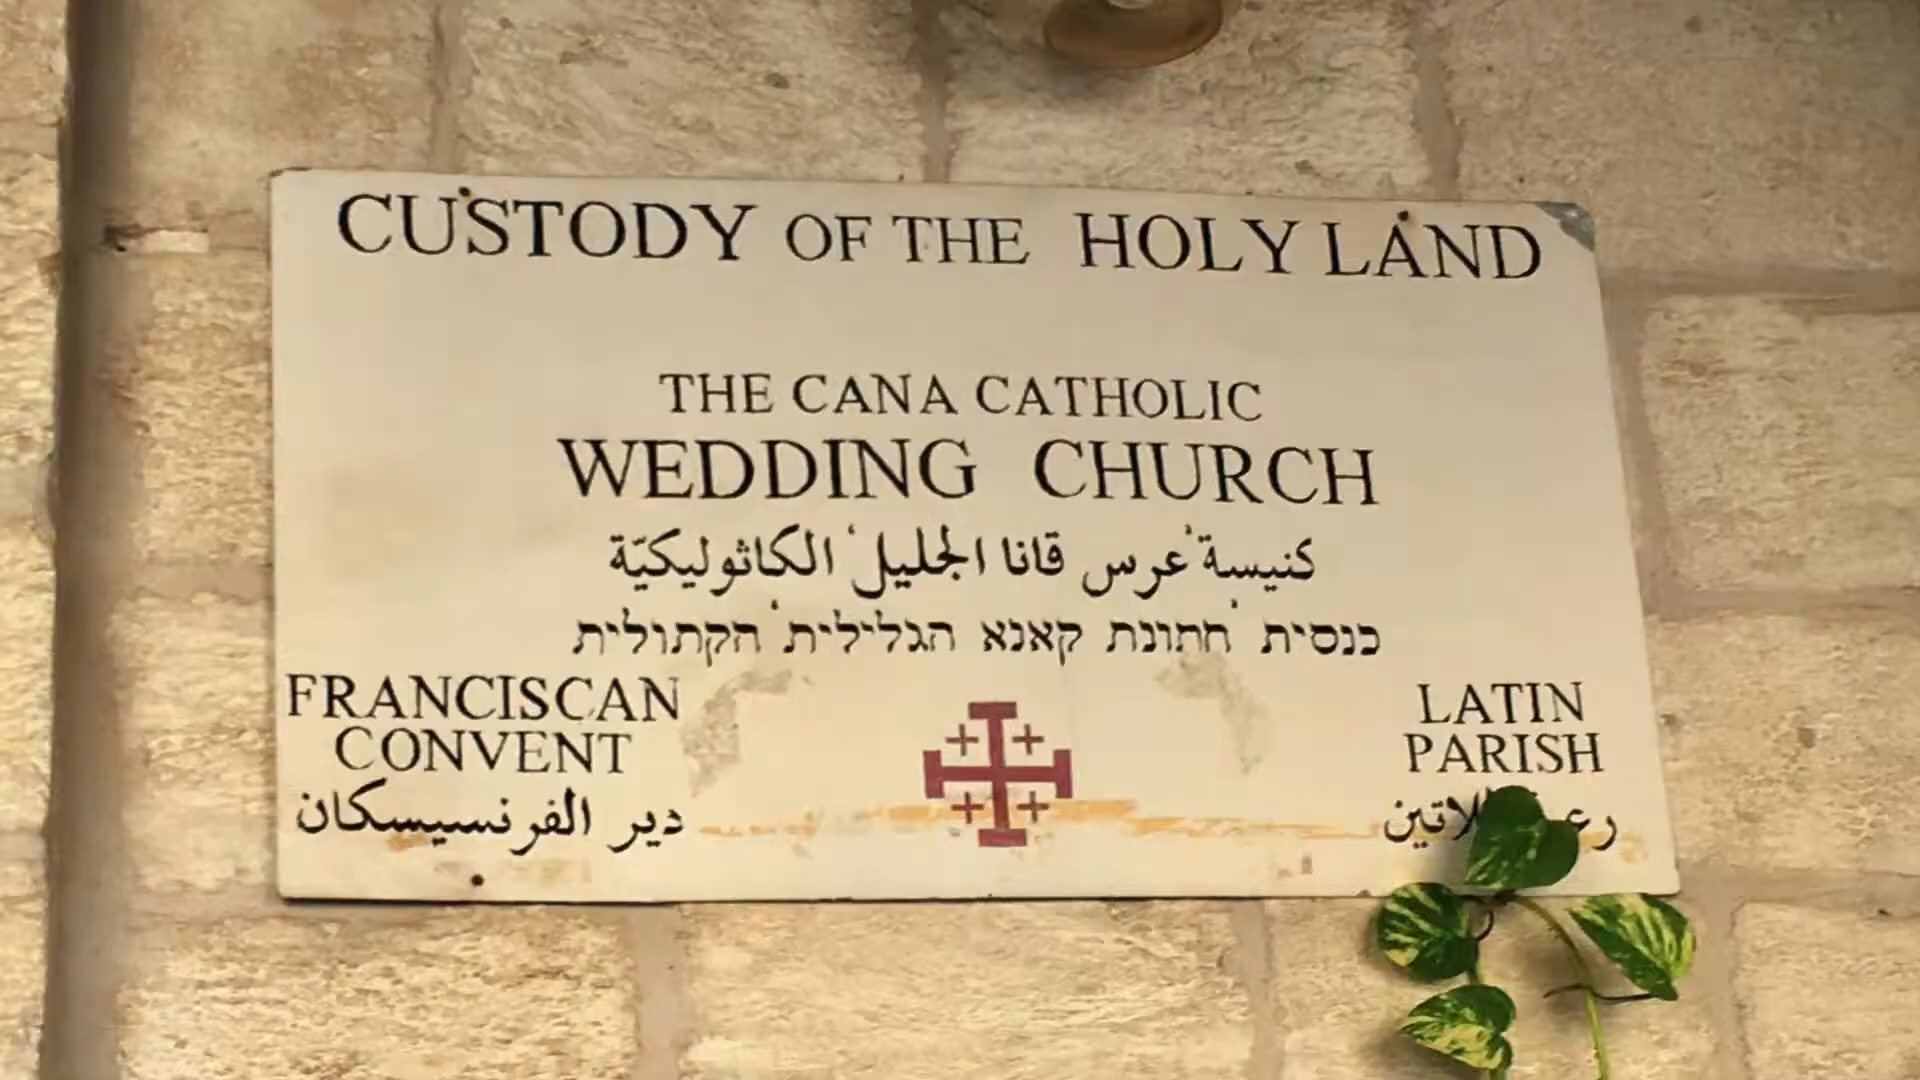 CUSTODY OF THE HOLY LAND
THE CANA CATHOLIC
WEDDING CHURCH
كنيسة عرس قانا الجليل الكاثوليكيّة
כנסית חתונת קאנא הגלילית הקתולית
FRANCISCAN
CONVENT
دير الفرنسيسكان
LATIN
PARISH